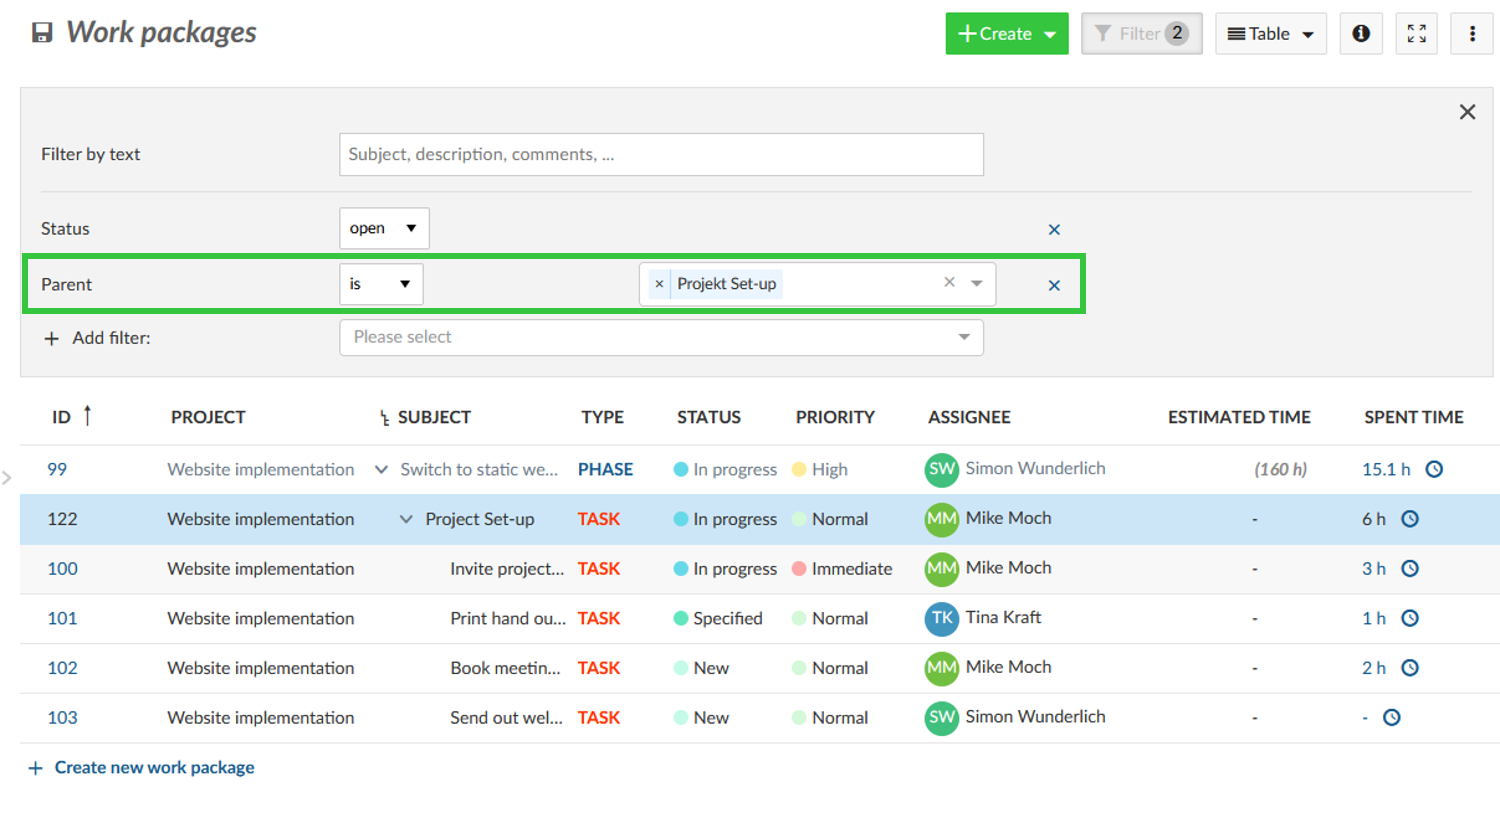 Work packages
Create
Filter 2
Table
Filter by text Subject, description, comments, ...
Status open ×
Parent is × Projekt Set-up × ×
+ Add filter: Please select
ID ↑ PROJECT SUBJECT TYPE STATUS PRIORITY ASSIGNEE ESTIMATED TIME SPENT TIME
99 Website implementation Switch to static we... PHASE In progress High SW Simon Wunderlich (160 h) 15.1 h
122 Website implementation Project Set-up TASK In progress Normal MM Mike Moch - 6 h
100 Website implementation Invite project... TASK In progress Immediate MM Mike Moch - 3 h
101 Website implementation Print hand ou... TASK Specified Normal TK Tina Kraft - 1 h
102 Website implementation Book meetin... TASK New Normal MM Mike Moch - 2 h
103 Website implementation Send out wel... TASK New Normal SW Simon Wunderlich - -
+ Create new work package